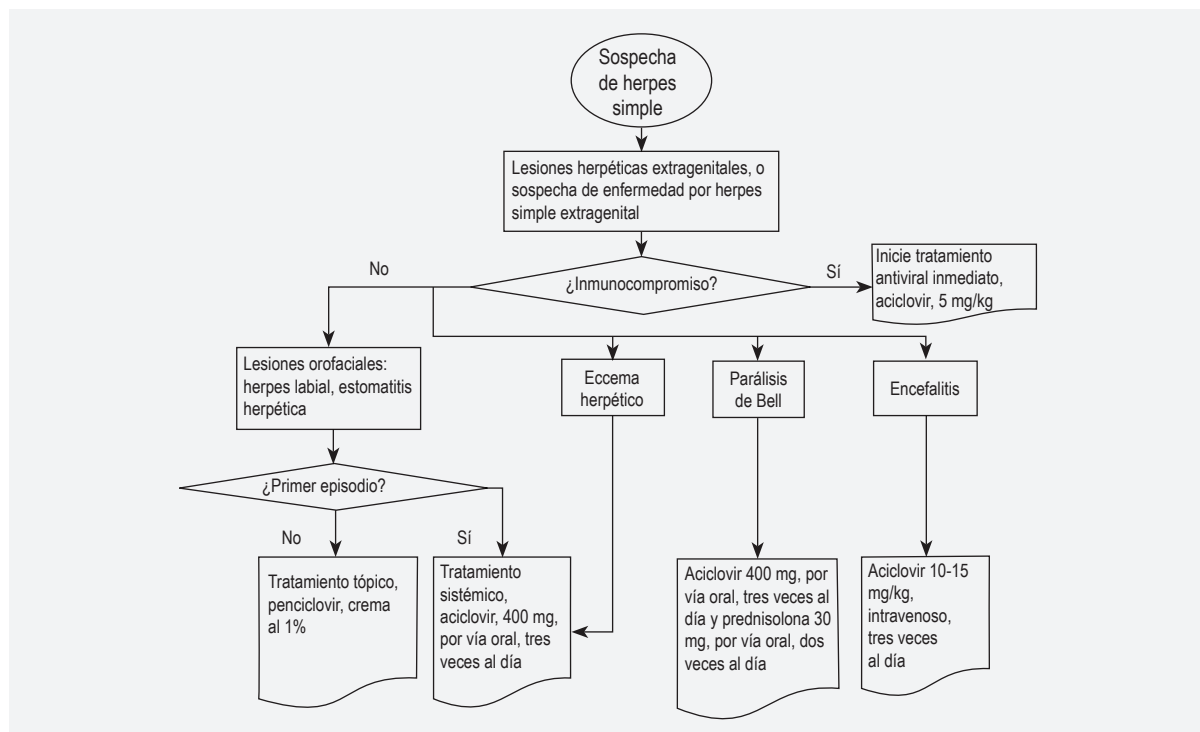 Sospecha
de herpes
simple
Lesiones herpéticas extragenitales, o
sospecha de enfermedad por herpes
simple extragenital
No
¿Inmunocompromiso?
Sí
Inicie tratamiento
antiviral inmediato,
aciclovir, 5 mg/kg
Lesiones orofaciales:
herpes labial, estomatitis
herpética
Eccema
herpético
Parálisis
de Bell
Encefalitis
¿Primer episodio?
No
Sí
Tratamiento tópico,
penciclovir, crema
al 1%
Tratamiento
sistémico,
aciclovir, 400 mg,
por vía oral, tres
veces al día
Aciclovir 400 mg, por
vía oral, tres veces al
día y prednisolona 30
mg, por vía oral, dos
veces al día
Aciclovir 10-15
mg/kg,
intravenoso,
tres veces
al día